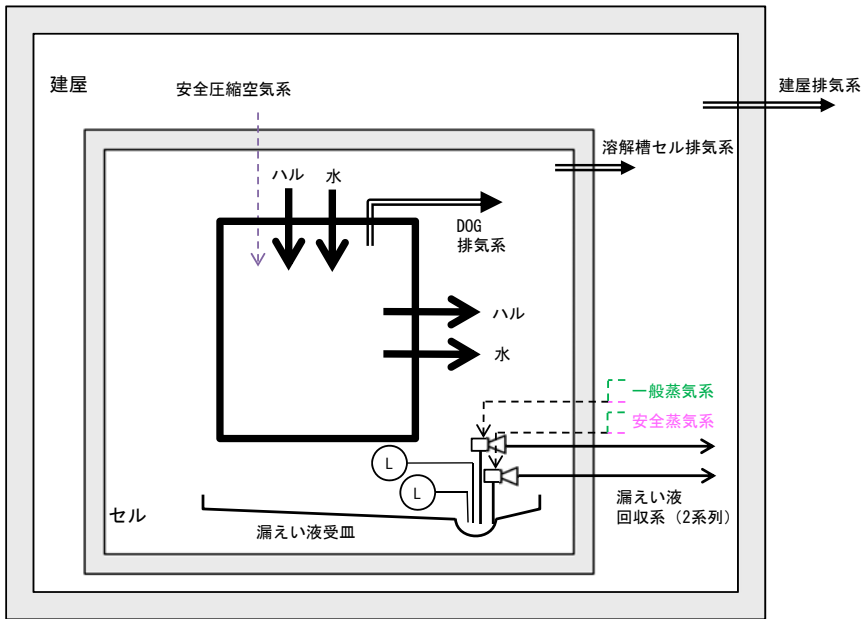 建屋
安全圧縮空気系
建屋排気系
溶解槽セル排気系
ハル
水
DOG
排気系
ハル
水
一般蒸気系
安全蒸気系
L
L
漏えい液
回収系（2系列）
セル
漏えい液受皿